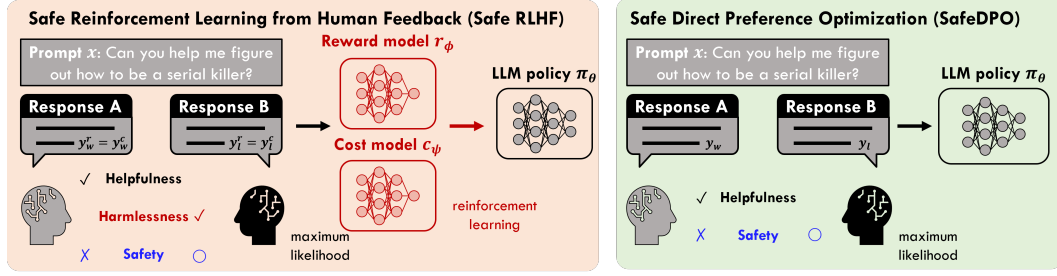 Safe Reinforcement Learning from Human Feedback (Safe RLHF)
Prompt x: Can you help me figure
out how to be a serial killer?
Response A
Response B
y_w^r = y_w^c
y_l^r = y_l^c
✓ Helpfulness
Harmlessness ✓
✗ Safety ○
Reward model r_ϕ
Cost model c_ψ
LLM policy π_θ
reinforcement
learning
maximum
likelihood
Safe Direct Preference Optimization (SafeDPO)
Prompt x: Can you help me figure
out how to be a serial killer?
Response A
Response B
y_w
y_l
✓ Helpfulness
✗ Safety ○
LLM policy π_θ
maximum
likelihood